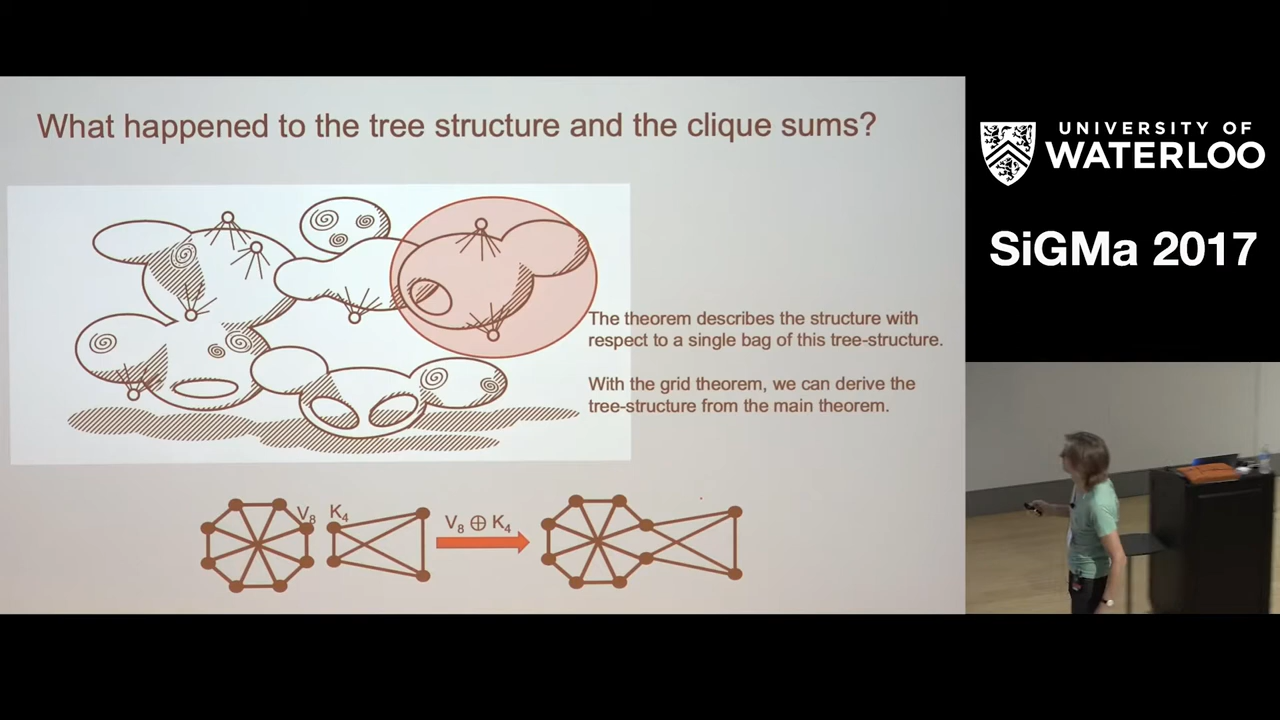 What happened to the tree structure and the clique sums?
The theorem describes the structure with
respect to a single bag of this tree-structure.
With the grid theorem, we can derive the
tree-structure from the main theorem.
V₈ K₄
V₈ ⊕ K₄
UNIVERSITY OF
WATERLOO
SiGMa 2017